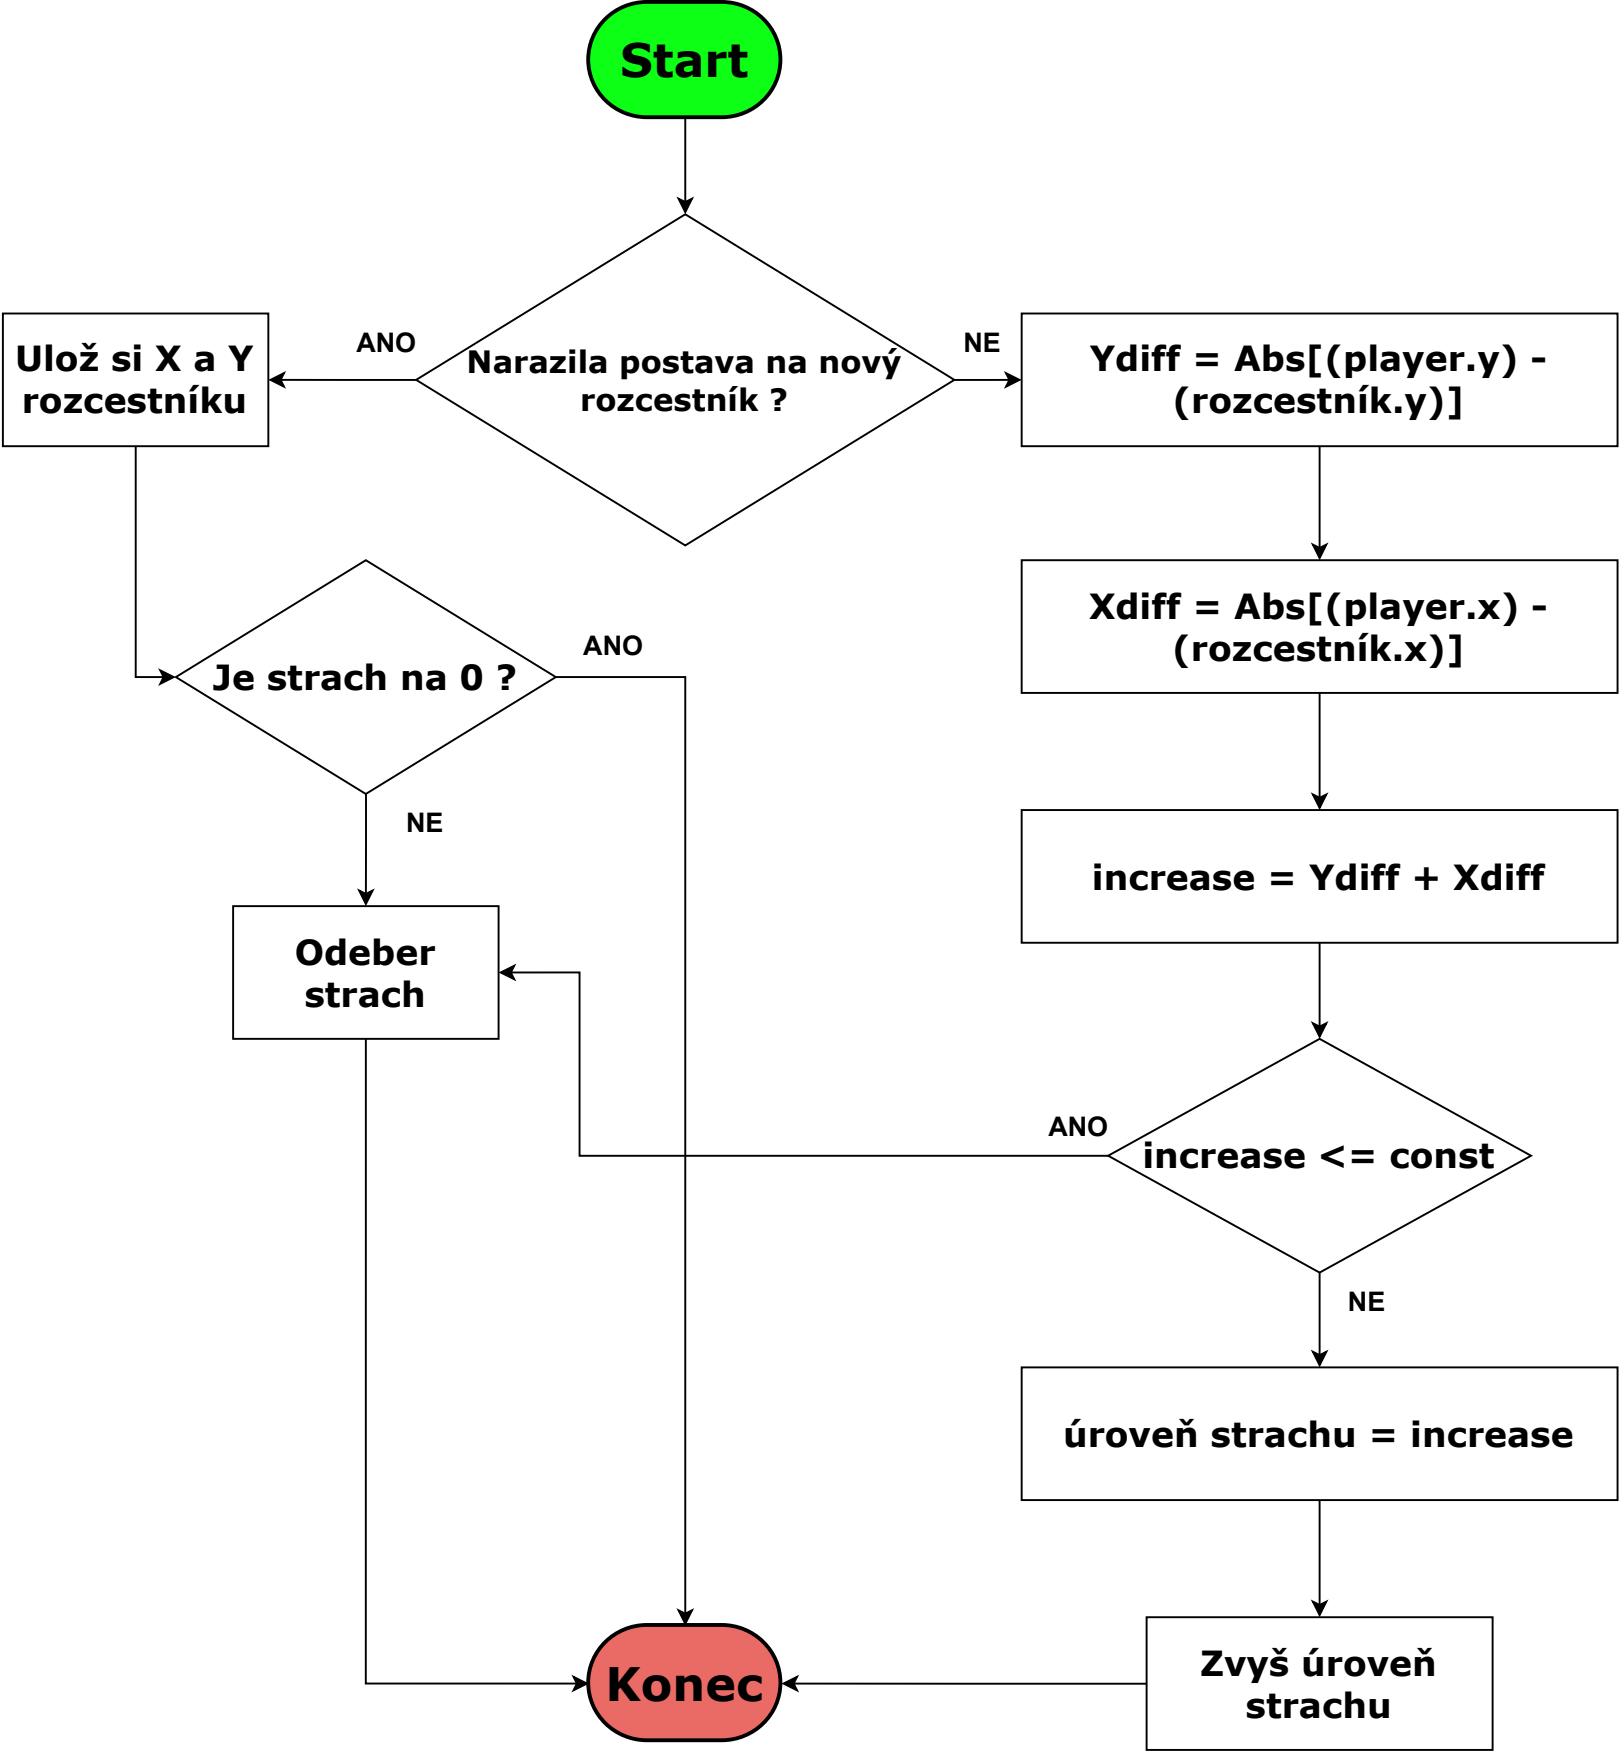 Start
Narazila postava na nový
rozcestník ?
ANO
NE
Ulož si X a Y
rozcestníku
Ydiff = Abs[(player.y) -
(rozcestník.y)]
Je strach na 0 ?
ANO
NE
Xdiff = Abs[(player.x) -
(rozcestník.x)]
Odeber
strach
increase = Ydiff + Xdiff
increase <= const
ANO
NE
úroveň strachu = increase
Zvyš úroveň
strachu
Konec